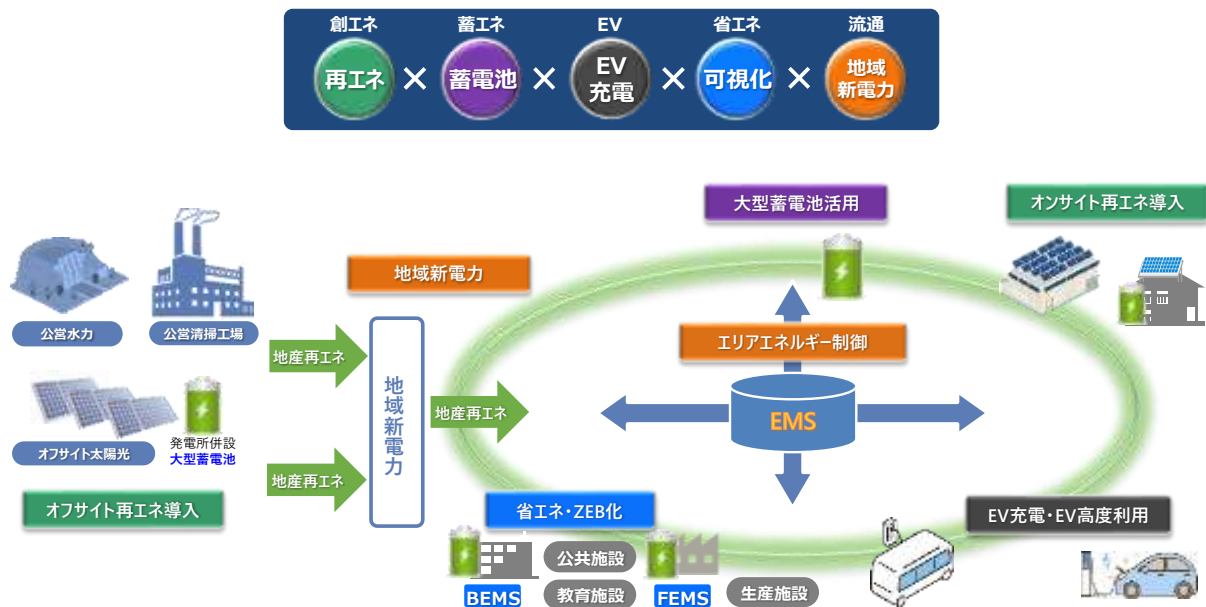 創エネ
蓄エネ
EV
省エネ
流通
再エネ
×
蓄電池
×
EV
充電
×
可視化
×
地域
新電力
大型蓄電池活用
オンサイト再エネ導入
地域新電力
公営水力
公営清掃工場
エリアエネルギー制御
地産再エネ
地域新電力
地産再エネ
EMS
オフサイト太陽光
発電所併設
大型蓄電池
地産再エネ
オフサイト再エネ導入
省エネ・ZEB化
EV充電・EV高度利用
公共施設
BEMS
教育施設
FEMS
生産施設